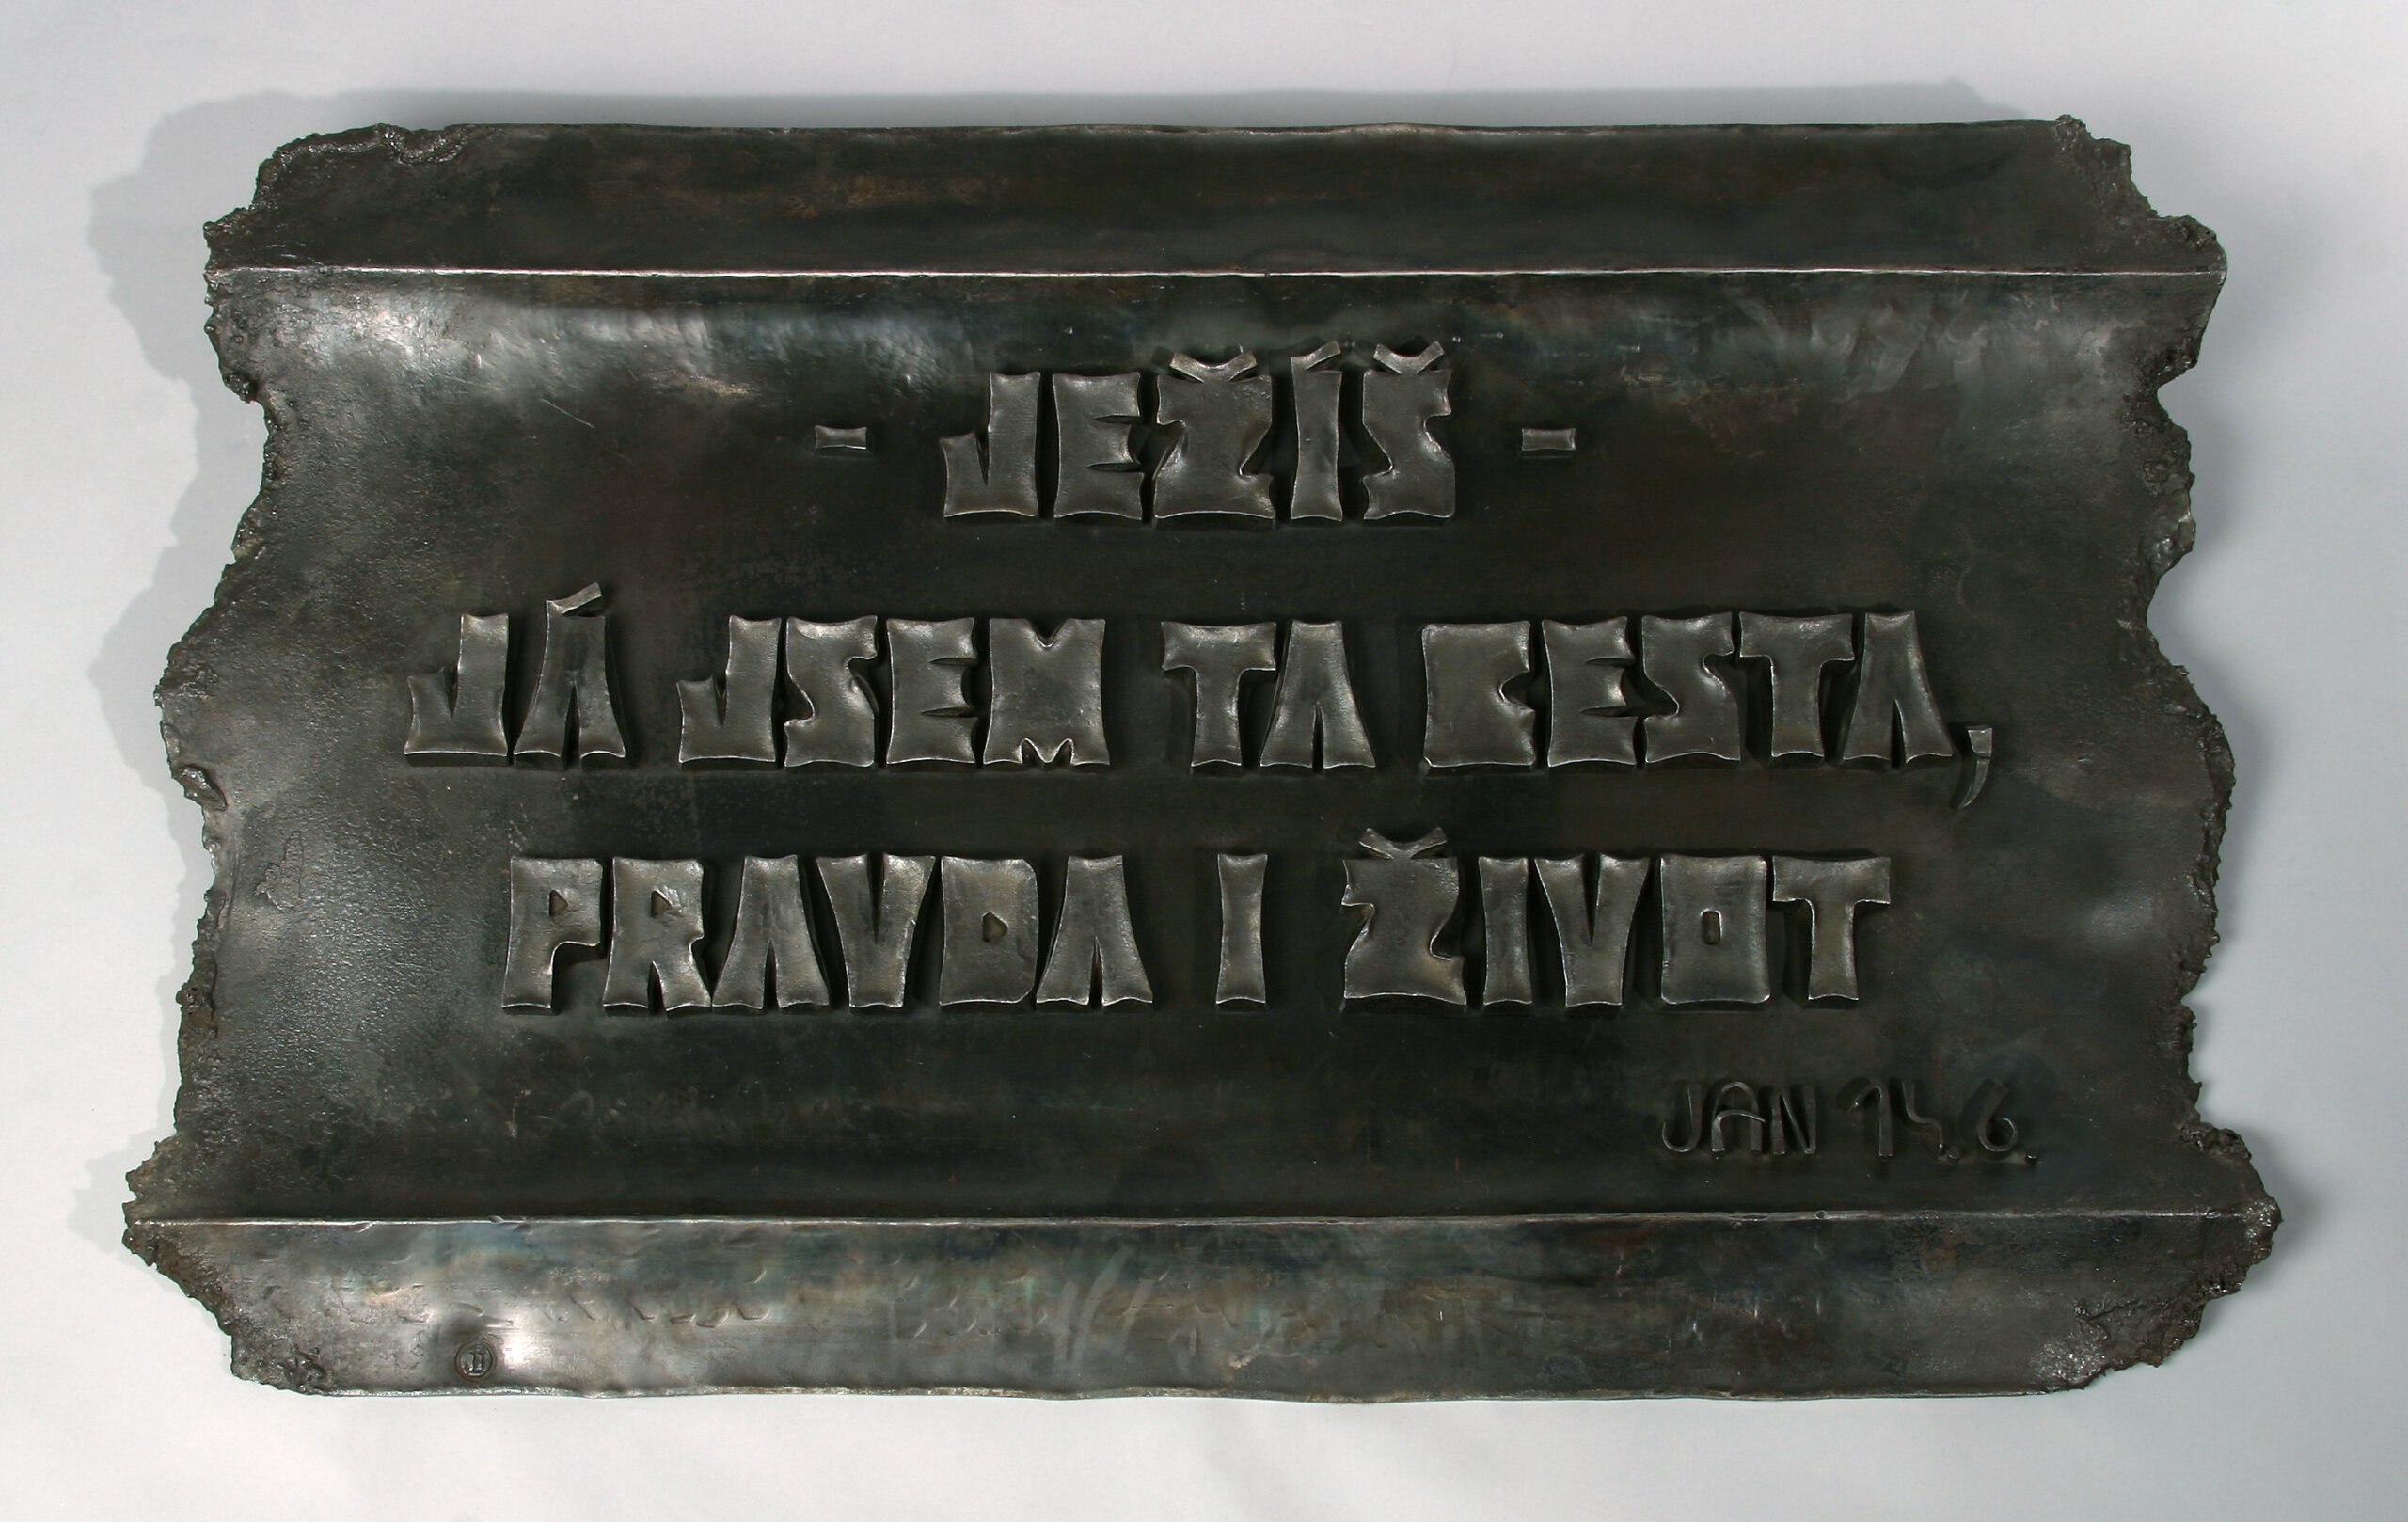 - JEŽÍŠ -
JÁ JSEM TA CESTA,
PRAVDA I ŽIVOT
JAN 14.6.